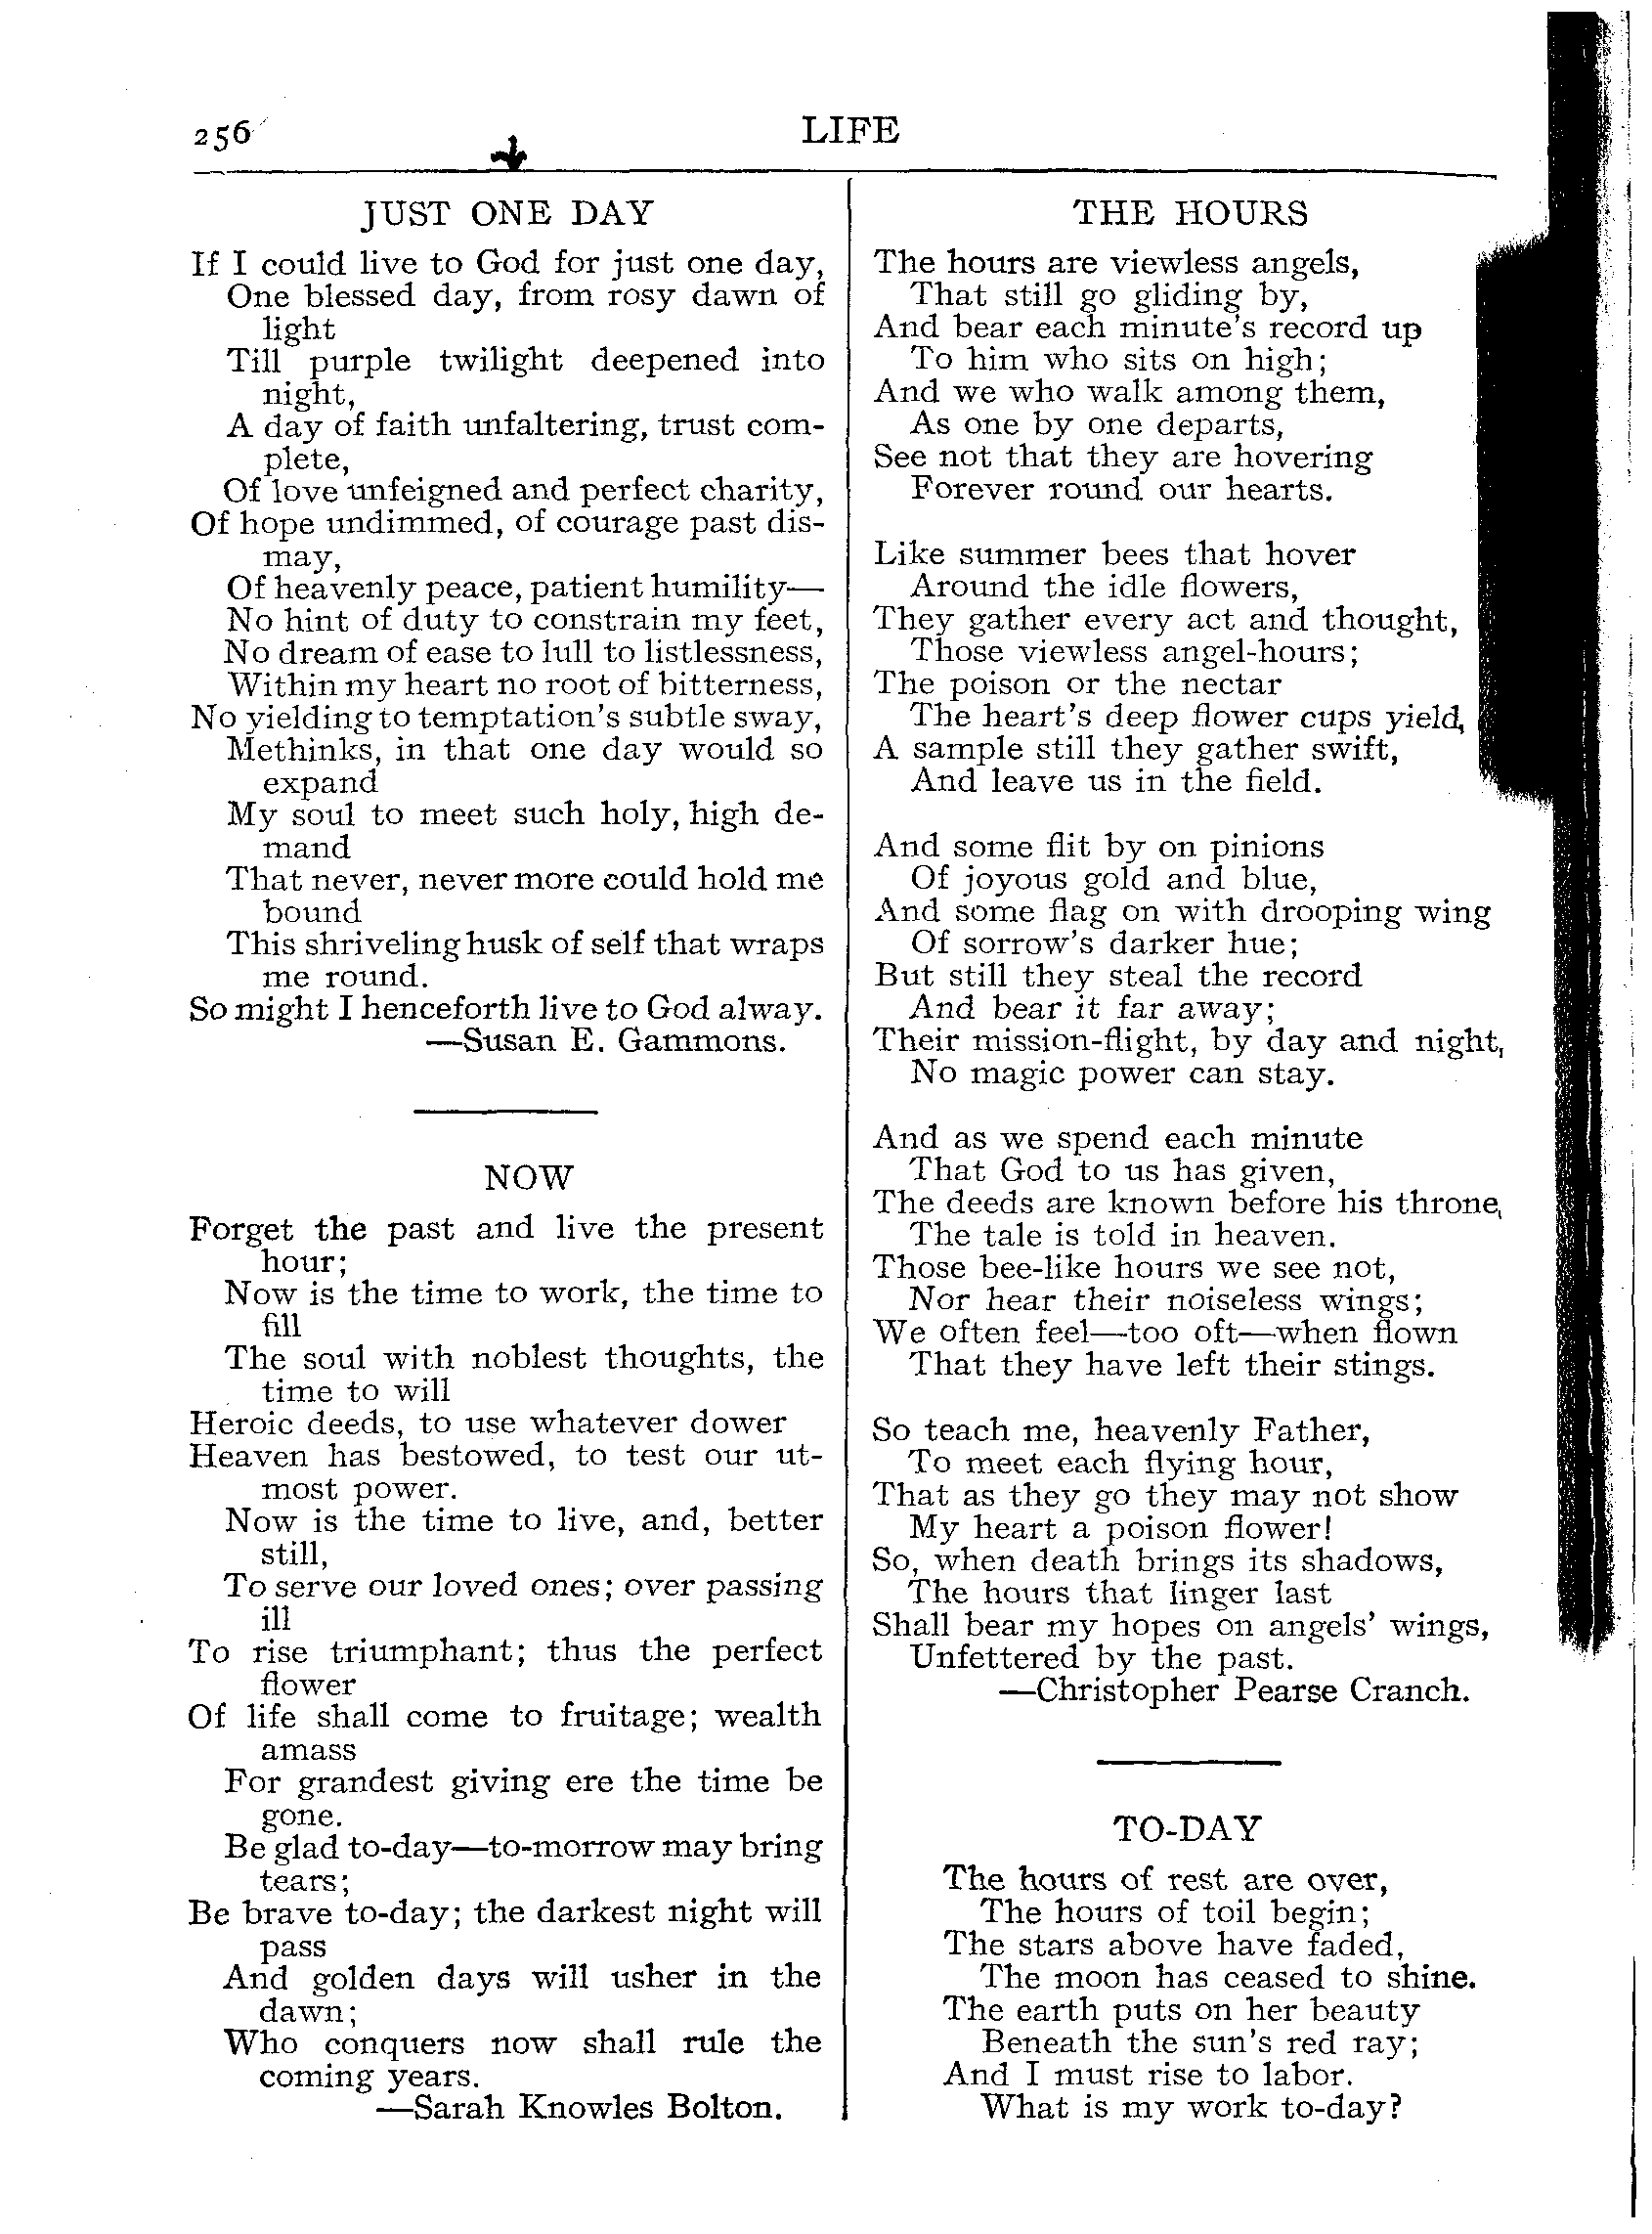 256
LIFE
JUST ONE DAY
If I could live to God for just one day,
One blessed day, from rosy dawn of
light
Till purple twilight deepened into
night,
A day of faith unfaltering, trust com-
plete,
Of love unfeigned and perfect charity,
Of hope undimmed, of courage past dis-
may,
Of heavenly peace, patient humility—
No hint of duty to constrain my feet,
No dream of ease to lull to listlessness,
Within my heart no root of bitterness,
No yielding to temptation's subtle sway,
Methinks, in that one day would so
expand
My soul to meet such holy, high de-
mand
That never, never more could hold me
bound
This shriveling husk of self that wraps
me round.
So might I henceforth live to God alway.
—Susan E. Gammons.
NOW
Forget the past and live the present
hour;
Now is the time to work, the time to
fill
The soul with noblest thoughts, the
time to will
Heroic deeds, to use whatever dower
Heaven has bestowed, to test our ut-
most power.
Now is the time to live, and, better
still,
To serve our loved ones; over passing
ill
To rise triumphant; thus the perfect
flower
Of life shall come to fruitage; wealth
amass
For grandest giving ere the time be
gone.
Be glad to-day—to-morrow may bring
tears;
Be brave to-day; the darkest night will
pass
And golden days will usher in the
dawn;
Who conquers now shall rule the
coming years.
—Sarah Knowles Bolton.
THE HOURS
The hours are viewless angels,
That still go gliding by,
And bear each minute's record up
To him who sits on high;
And we who walk among them,
As one by one departs,
See not that they are hovering
Forever round our hearts.
Like summer bees that hover
Around the idle flowers,
They gather every act and thought,
Those viewless angel-hours;
The poison or the nectar
The heart's deep flower cups yield,
A sample still they gather swift,
And leave us in the field.
And some flit by on pinions
Of joyous gold and blue,
And some flag on with drooping wing
Of sorrow's darker hue;
But still they steal the record
And bear it far away;
Their mission-flight, by day and night,
No magic power can stay.
And as we spend each minute
That God to us has given,
The deeds are known before his throne,
The tale is told in heaven.
Those bee-like hours we see not,
Nor hear their noiseless wings;
We often feel—too oft—when flown
That they have left their stings.
So teach me, heavenly Father,
To meet each flying hour,
That as they go they may not show
My heart a poison flower!
So, when death brings its shadows,
The hours that linger last
Shall bear my hopes on angels' wings,
Unfettered by the past.
—Christopher Pearse Cranch.
TO-DAY
The hours of rest are over,
The hours of toil begin;
The stars above have faded,
The moon has ceased to shine.
The earth puts on her beauty
Beneath the sun's red ray;
And I must rise to labor.
What is my work to-day?